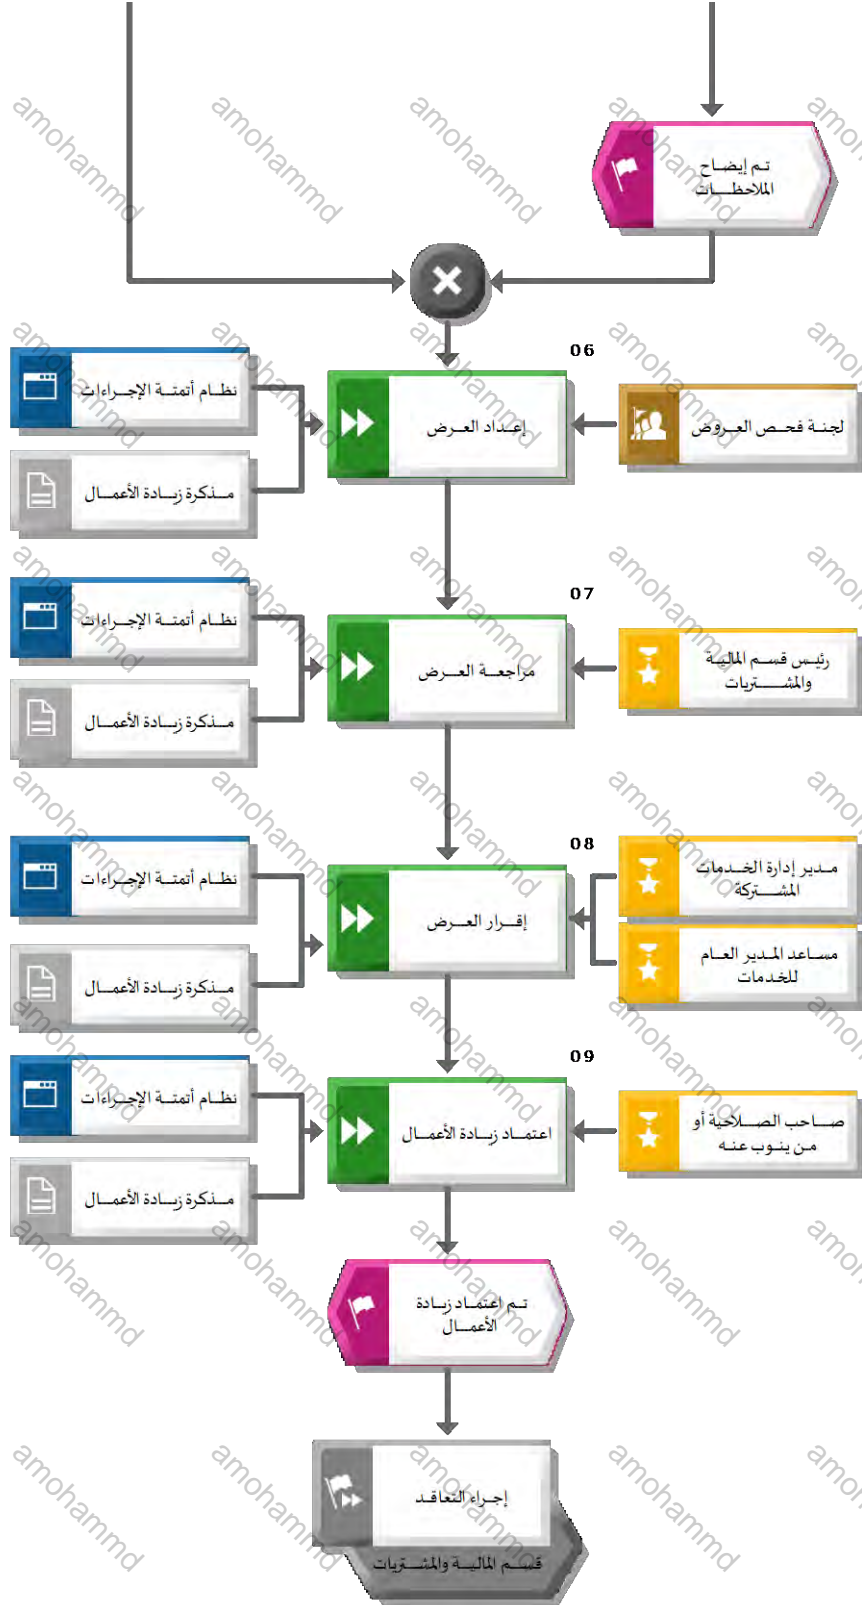 تم إيضاح
الملاحظات
06
لجنة فحص العروض
إعداد العرض
نظام أتمتة الإجراءات
مذكرة زيادة الأعمال
07
رئيس قسم المالية
والمشتريات
مراجعة العرض
نظام أتمتة الإجراءات
مذكرة زيادة الأعمال
08
مدير إدارة الخدمات
المشتركة
مساعد المدير العام
للخدمات
إقرار العرض
نظام أتمتة الإجراءات
مذكرة زيادة الأعمال
09
صاحب الصلاحية أو
من ينوب عنه
اعتماد زيادة الأعمال
نظام أتمتة الإجراءات
مذكرة زيادة الأعمال
تم اعتماد زيادة
الأعمال
إجراء التعاقد
قسم المالية والمشتريات
amohammd